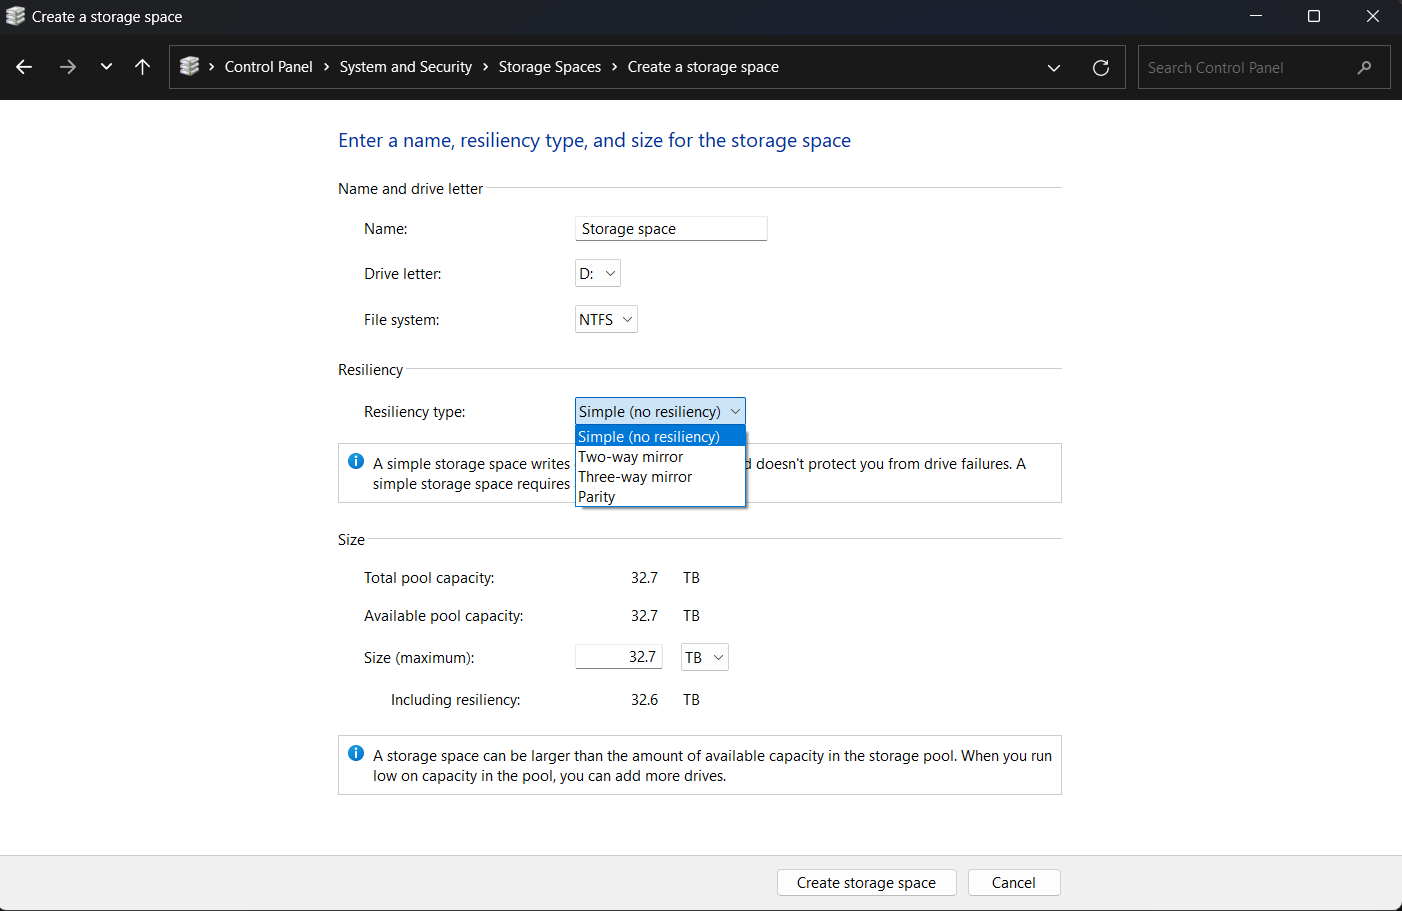 Create a storage space
Control Panel > System and Security > Storage Spaces > Create a storage space
Search Control Panel
Enter a name, resiliency type, and size for the storage space
Name and drive letter
Name: Storage space
Drive letter: D:
File system: NTFS
Resiliency
Resiliency type: Simple (no resiliency)
Simple (no resiliency)
Two-way mirror
Three-way mirror
Parity
A simple storage space writes doesn't protect you from drive failures. A
simple storage space requires
Size
Total pool capacity: 32.7 TB
Available pool capacity: 32.7 TB
Size (maximum): 32.7 TB
Including resiliency: 32.6 TB
A storage space can be larger than the amount of available capacity in the storage pool. When you run
low on capacity in the pool, you can add more drives.
Create storage space Cancel